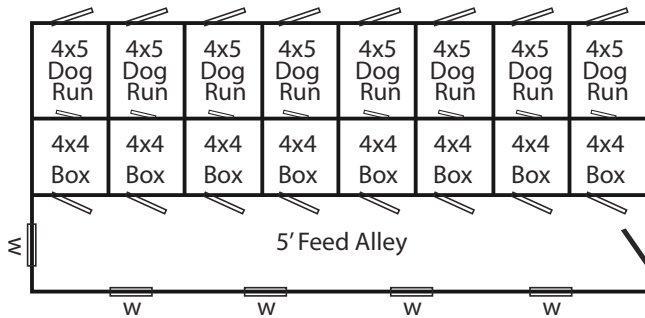 4x5 4x5 4x5 4x5 4x5 4x5 4x5 4x5
Dog Dog Dog Dog Dog Dog Dog Dog
Run Run Run Run Run Run Run Run
4x4 4x4 4x4 4x4 4x4 4x4 4x4 4x4
Box Box Box Box Box Box Box Box
5' Feed Alley
W
W W W W